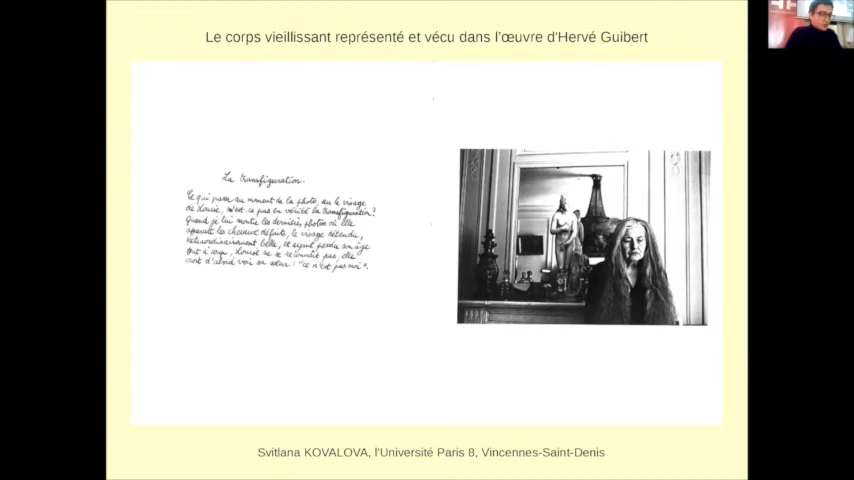 Le corps vieillissant représenté et vécu dans l'œuvre d'Hervé Guibert
La transfiguration.
Ce qui passe au moment de la photo, sur le visage
de Louise, n'est-ce pas en vérité la transfiguration?
Quand je lui montre les dernières photos où elle
apparaît les cheveux défaits, le visage détendu,
extraordinairement belle, et ayant perdu son âge
tout à coup, Louise ne se reconnaît pas, elle
croit d'abord voir sa sœur: "ce n'est pas moi".
Svitlana KOVALOVA, l'Université Paris 8, Vincennes-Saint-Denis